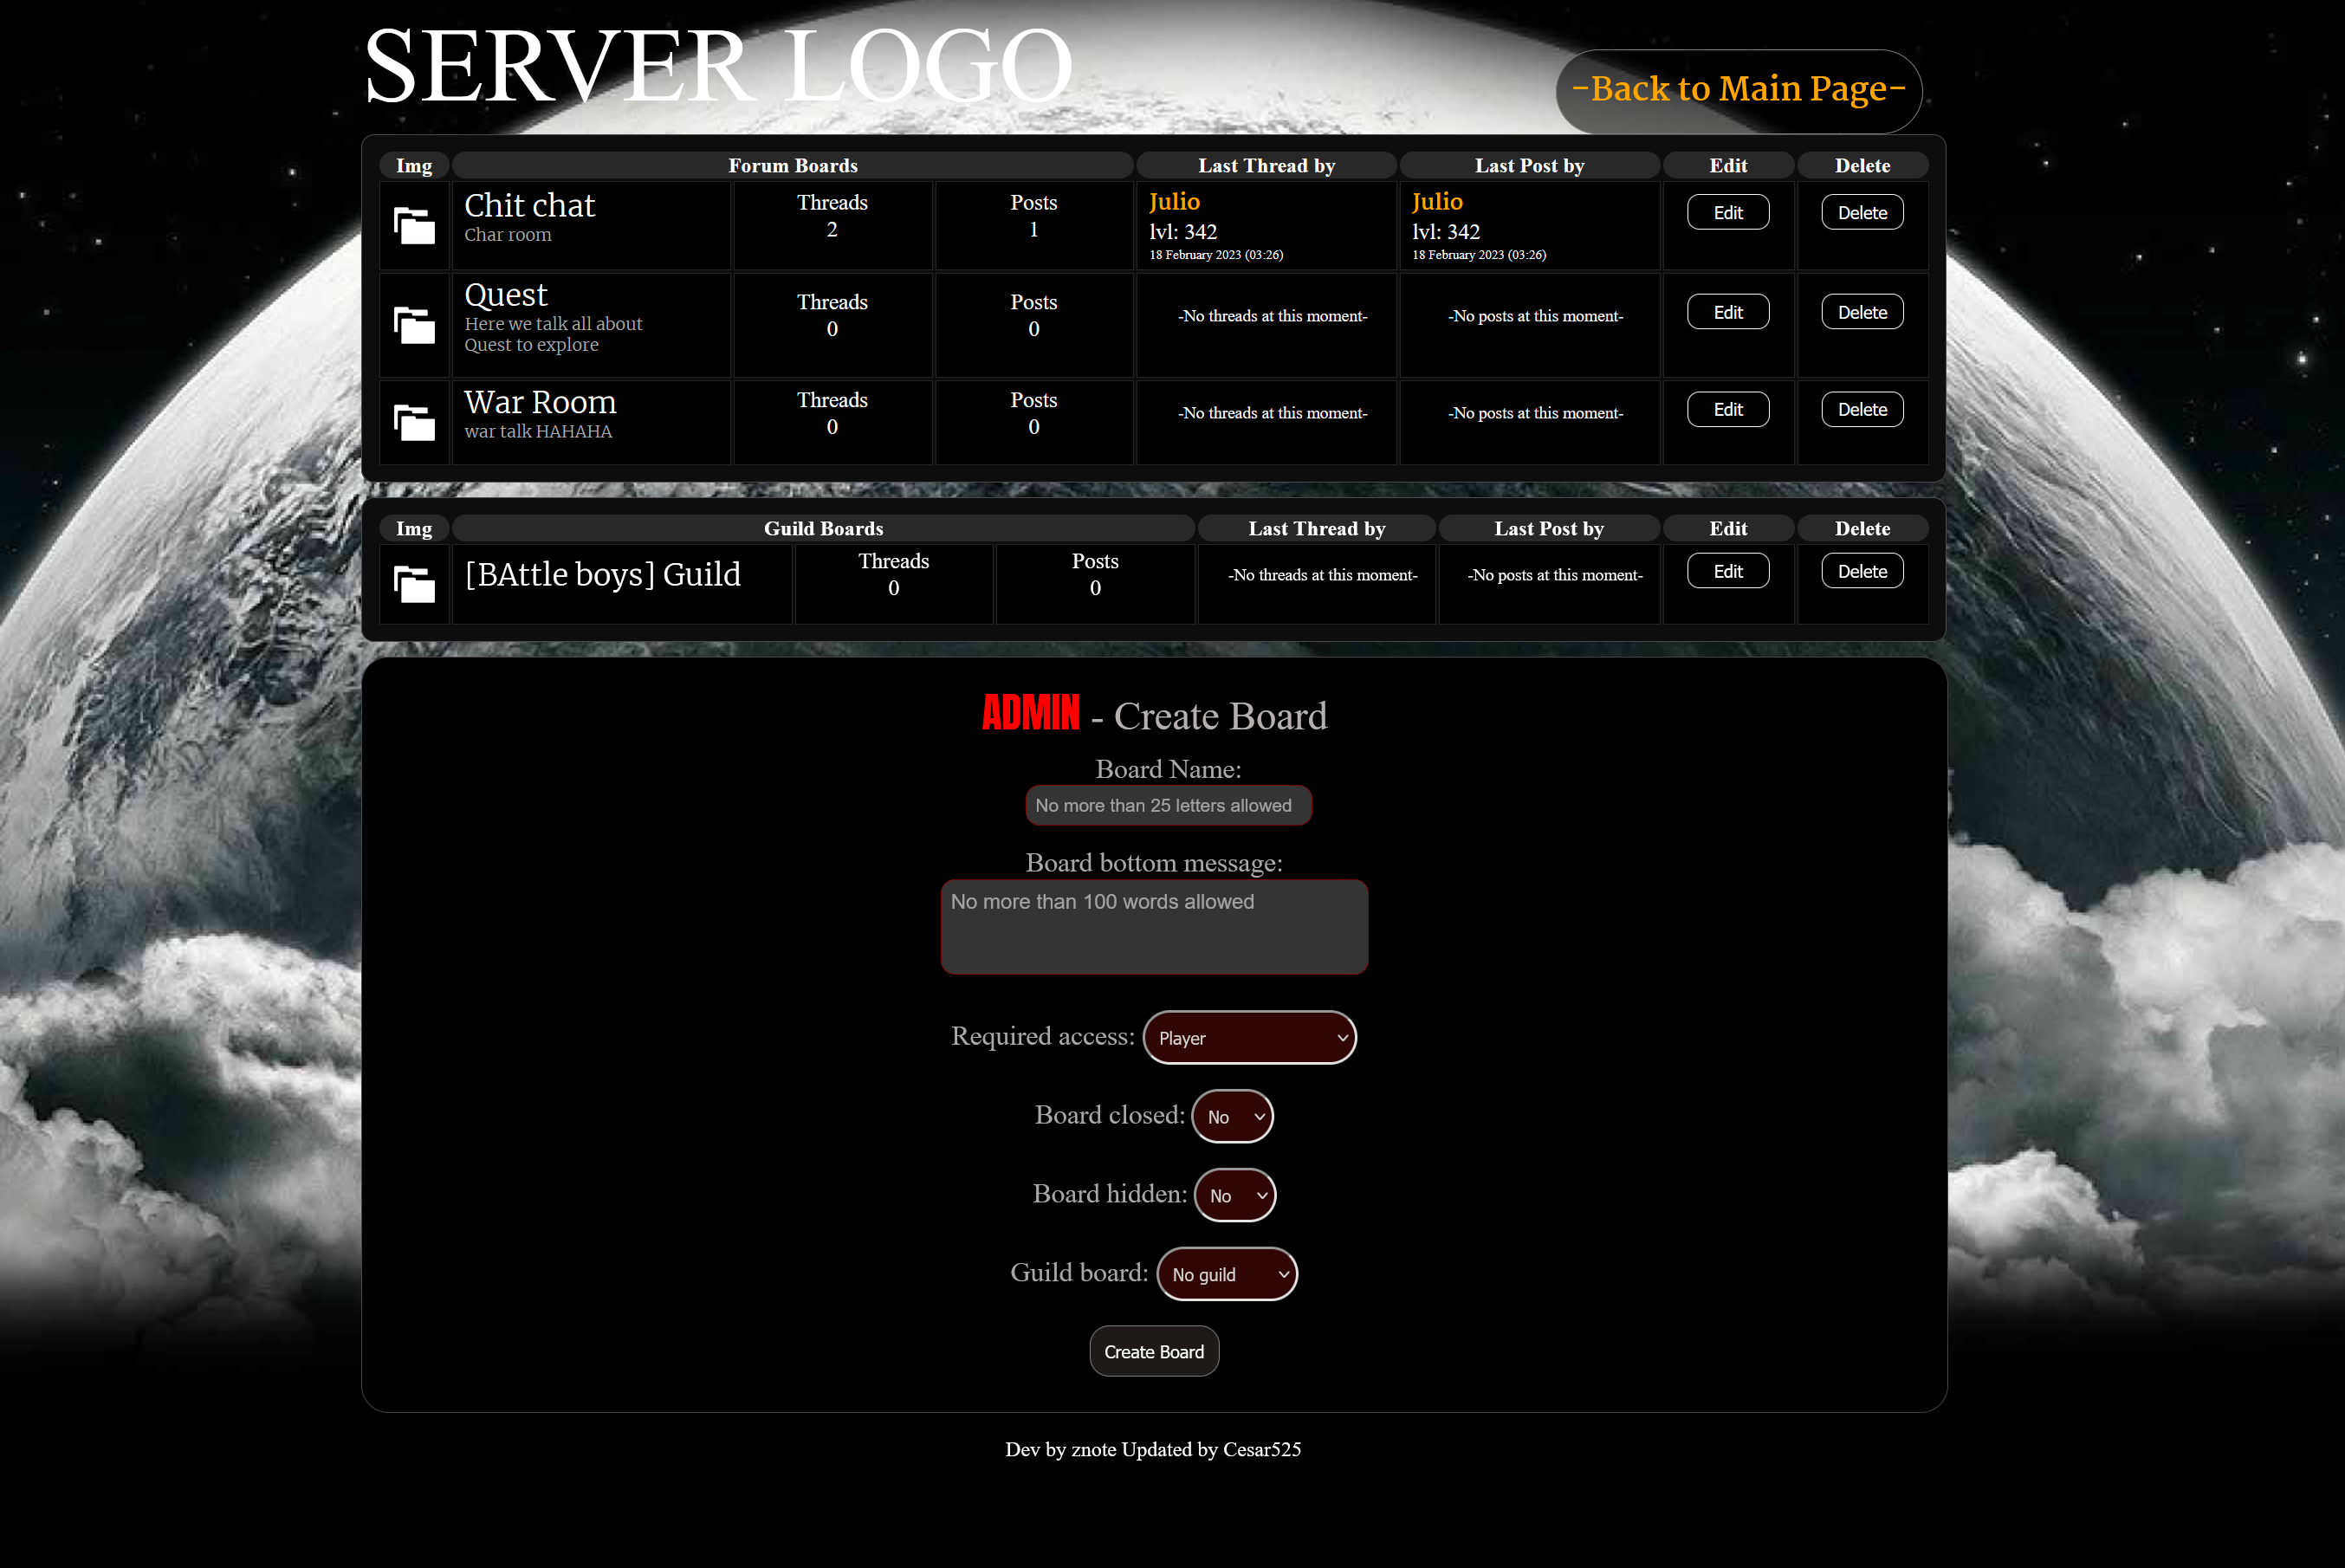 SERVER LOGO
-Back to Main Page-
Img Forum Boards Last Thread by Last Post by Edit Delete
Chit chat
Char room
Threads
2
Posts
1
Julio
lvl: 342
18 February 2023 (03:26)
Julio
lvl: 342
18 February 2023 (03:26)
Edit
Delete
Quest
Here we talk all about
Quest to explore
Threads
0
Posts
0
-No threads at this moment-
-No posts at this moment-
Edit
Delete
War Room
war talk HAHAHA
Threads
0
Posts
0
-No threads at this moment-
-No posts at this moment-
Edit
Delete
Img Guild Boards Last Thread by Last Post by Edit Delete
[BAttle boys] Guild
Threads
0
Posts
0
-No threads at this moment-
-No posts at this moment-
Edit
Delete
ADMIN - Create Board
Board Name:
No more than 25 letters allowed
Board bottom message:
No more than 100 words allowed
Required access: Player
Board closed: No
Board hidden: No
Guild board: No guild
Create Board
Dev by znote Updated by Cesar525